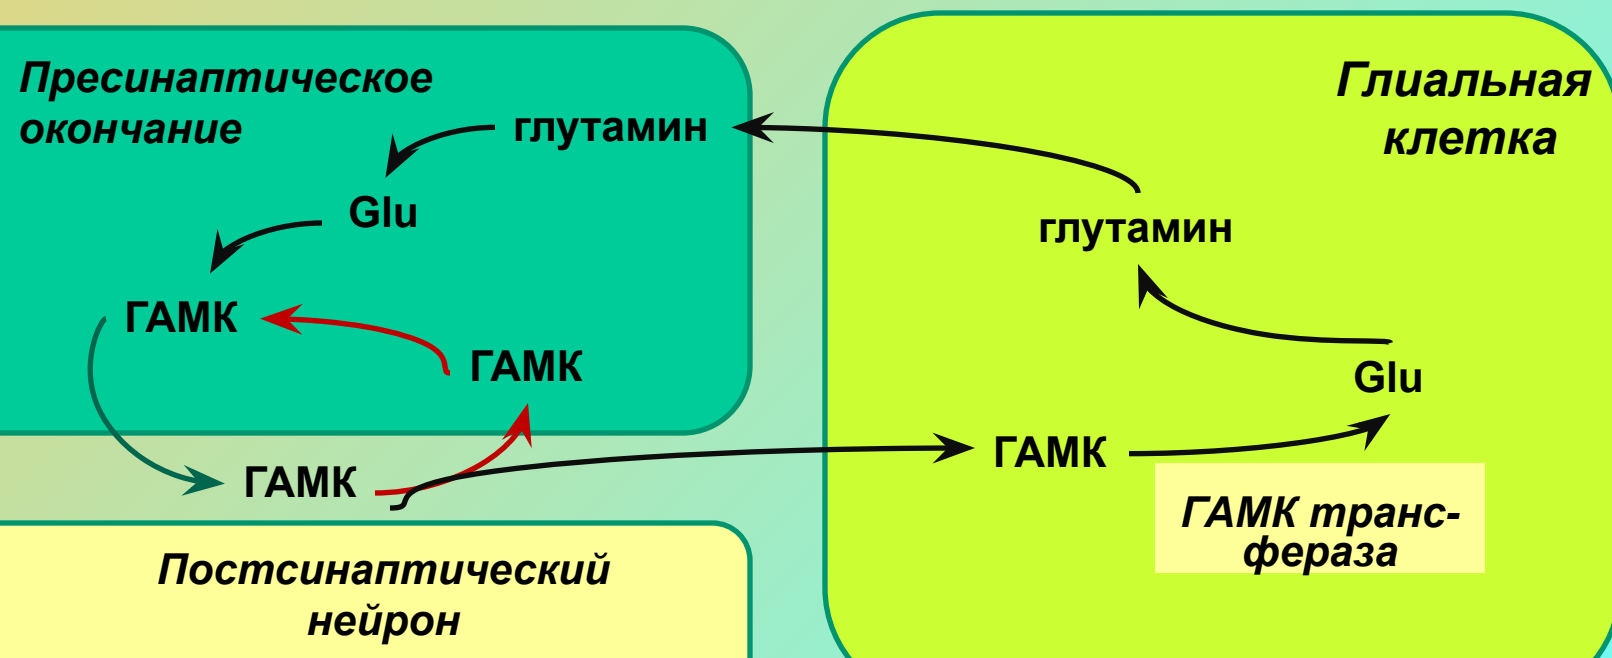 Пресинаптическое
окончание
глутамин
Glu
ГАМК
ГАМК
ГАМК
Постсинаптический
нейрон
Глиальная
клетка
глутамин
Glu
ГАМК
ГАМК транс-
фераза